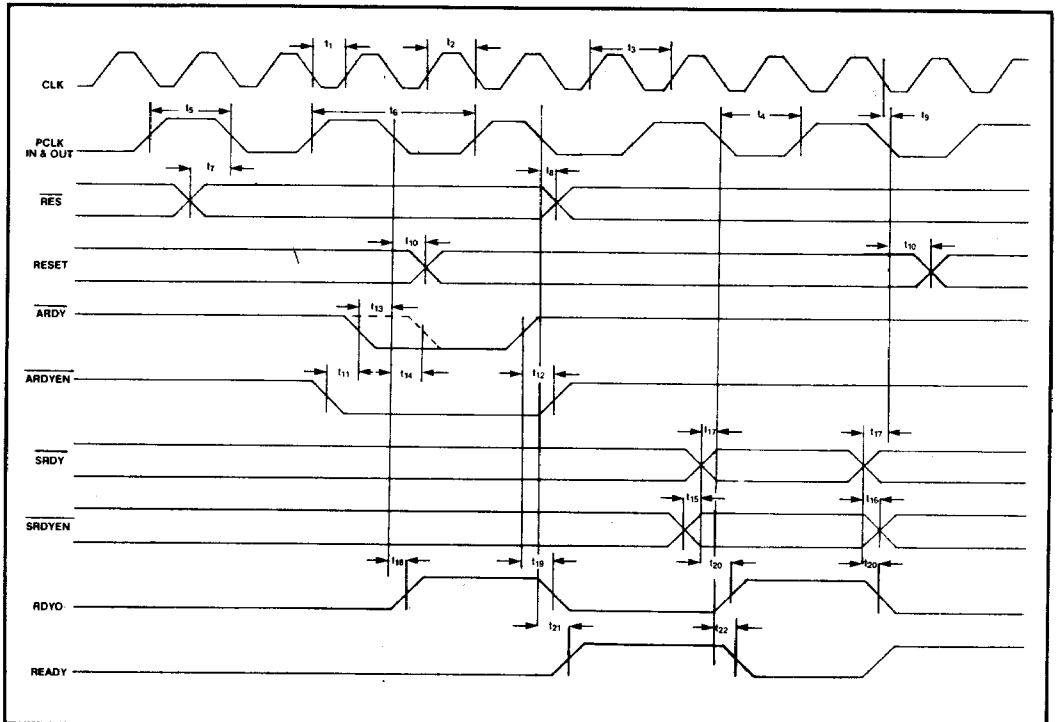 t1 t2 t3
CLK
t5 t6 t4 t9
PCLK
IN & OUT
t7 t8
RES
t10 t10
RESET
t13
ARDY
t11 t14 t12
ARDYEN
t17 t17
SRDY
t15 t16
SRDYEN
t18 t19 t20 t20
RDYO
t21 t22
READY